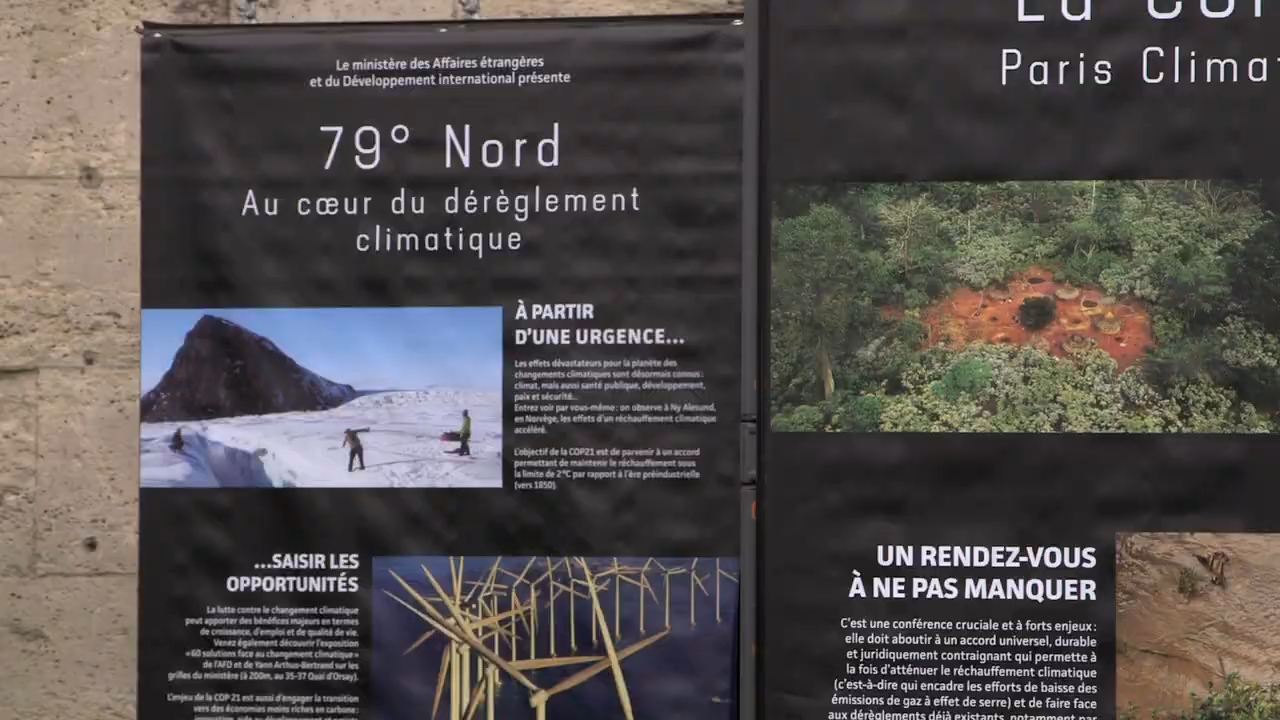 Le ministère des Affaires étrangères
et du Développement international présente
79° Nord
Au cœur du dérèglement
climatique
À PARTIR
D'UNE URGENCE...
Les effets dévastateurs pour la planète des
changements climatiques sont désormais connus :
climat, mais aussi santé publique, développement,
paix et sécurité...
Entrez voir par vous-même : on observe à Ny Alesund,
en Norvège, les effets d'un réchauffement climatique
accéléré.
L'objectif de la COP21 est de parvenir à un accord
permettant de maintenir le réchauffement sous
la limite de 2°C par rapport à l'ère préindustrielle
(vers 1850).
...SAISIR LES
OPPORTUNITÉS
La lutte contre le changement climatique
peut apporter des bénéfices majeurs en termes
de croissance, d'emploi et de qualité de vie.
Venez également découvrir l'exposition
«60 solutions face au changement climatique»
de l'AFD et de Yann Arthus-Bertrand sur les
grilles du ministère (à 200m, au 35-37 Quai d'Orsay).
L'enjeu de la COP 21 est aussi d'engager la transition
vers des économies moins riches en carbone :
Paris Climat
UN RENDEZ-VOUS
À NE PAS MANQUER
C'est une conférence cruciale et à forts enjeux :
elle doit aboutir à un accord universel, durable
et juridiquement contraignant qui permette à
la fois d'atténuer le réchauffement climatique
(c'est-à-dire qui encadre les efforts de baisse des
émissions de gaz à effet de serre) et de faire face
aux dérèglements déjà existants, notamment par